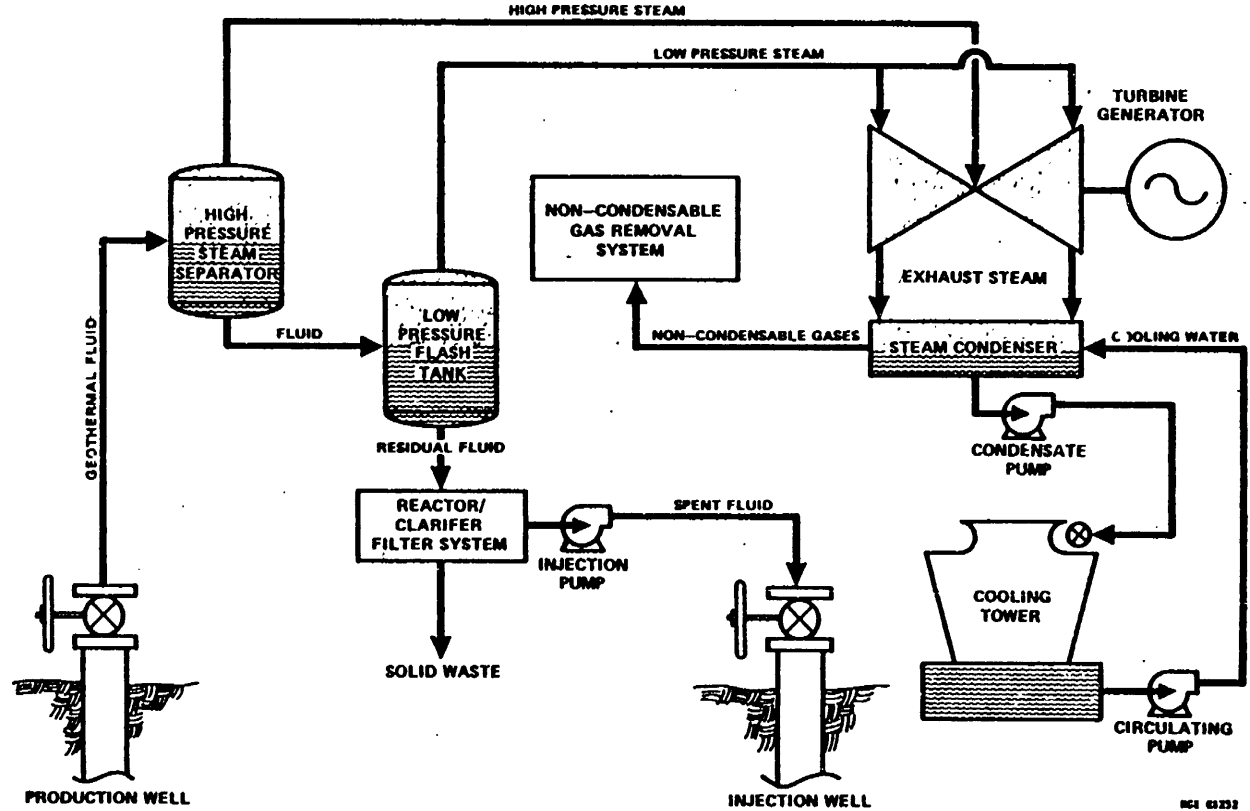 HIGH PRESSURE STEAM
LOW PRESSURE STEAM
TURBINE
GENERATOR
HIGH
PRESSURE
STEAM
SEPARATOR
NON-CONDENSABLE
GAS REMOVAL
SYSTEM
EXHAUST STEAM
GEOTHERMAL FLUID
FLUID
LOW
PRESSURE
FLASH
TANK
NON-CONDENSABLE GASES
STEAM CONDENSER
COOLING WATER
RESIDUAL FLUID
CONDENSATE
PUMP
REACTOR/
CLARIFER
FILTER SYSTEM
SPENT FLUID
INJECTION
PUMP
COOLING
TOWER
SOLID WASTE
CIRCULATING
PUMP
PRODUCTION WELL
INJECTION WELL